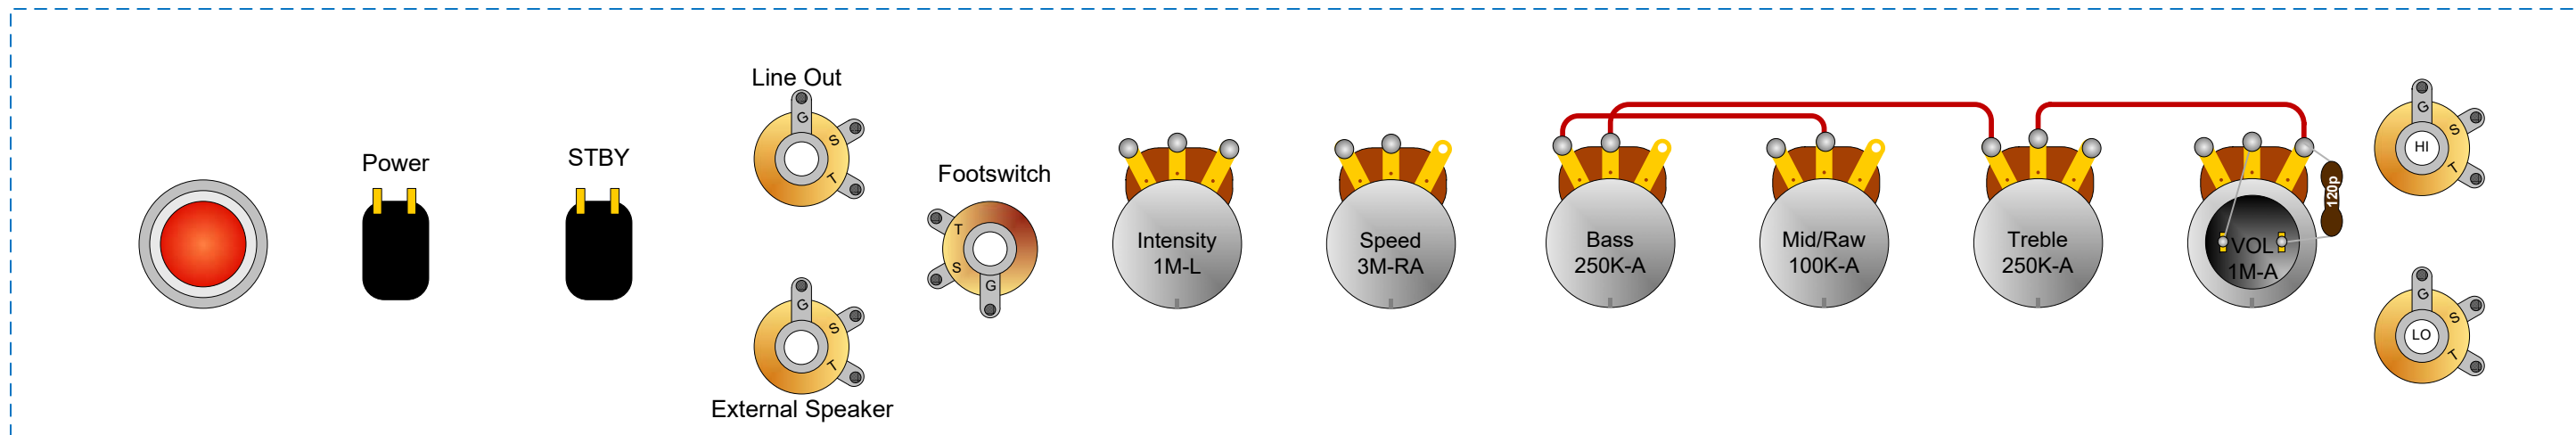 Power
STBY
Line Out
G
S
T
External Speaker
G
S
T
Footswitch
T
S
G
Intensity
1M-L
Speed
3M-RA
Bass
250K-A
Mid/Raw
100K-A
Treble
250K-A
VOL
1M-A
120p
G
S
T
HI
G
S
T
LO